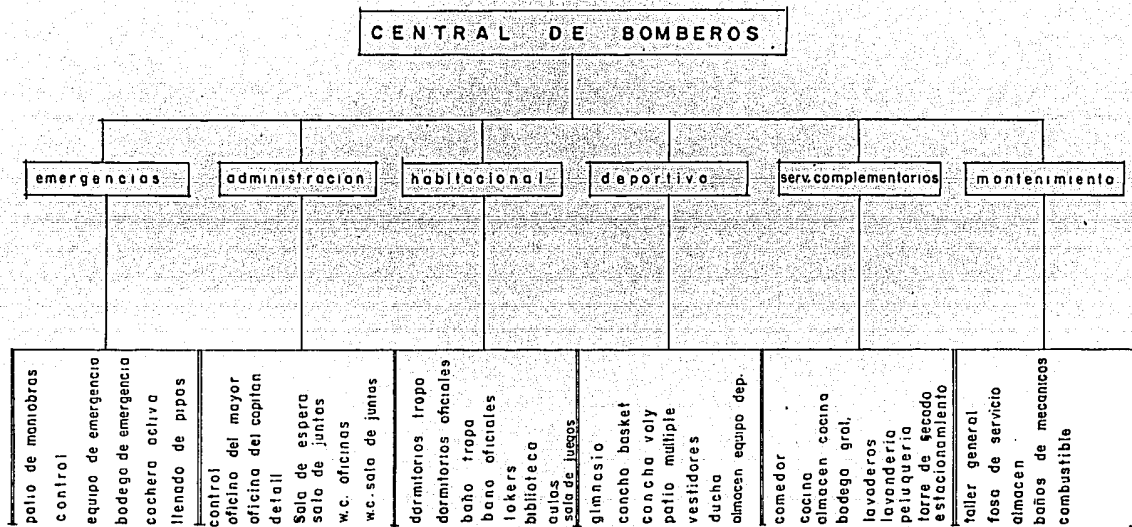 CENTRAL DE BOMBEROS
emergencias
administracion
habitacional
deportiva
serv. complementarios
mantenimiento
patio de maniobras
control
equipo de emergencia
bodega de emergencia
cochera activa
llenado de pipas
control
oficina del mayor
oficina del capitan
detall
Sala de espera
sala de juntas
w.c. oficinas
w.c. sala de juntas
dormitorios tropa
dormitorios oficiales
baño tropa
baño oficiales
lokers
biblioteca
aulas
sala de juegos
gimnasio
cancha basket
cancha voly
patio multiple
vestidores
ducha
almacen equipo dep.
comedor
cocina
almacen cocina
bodega gral.
lavaderos
lavanderia
peluqueria
torre de secado
estacionamiento
taller general
fosa de servicio
almacen
baños de mecanicos
combustible